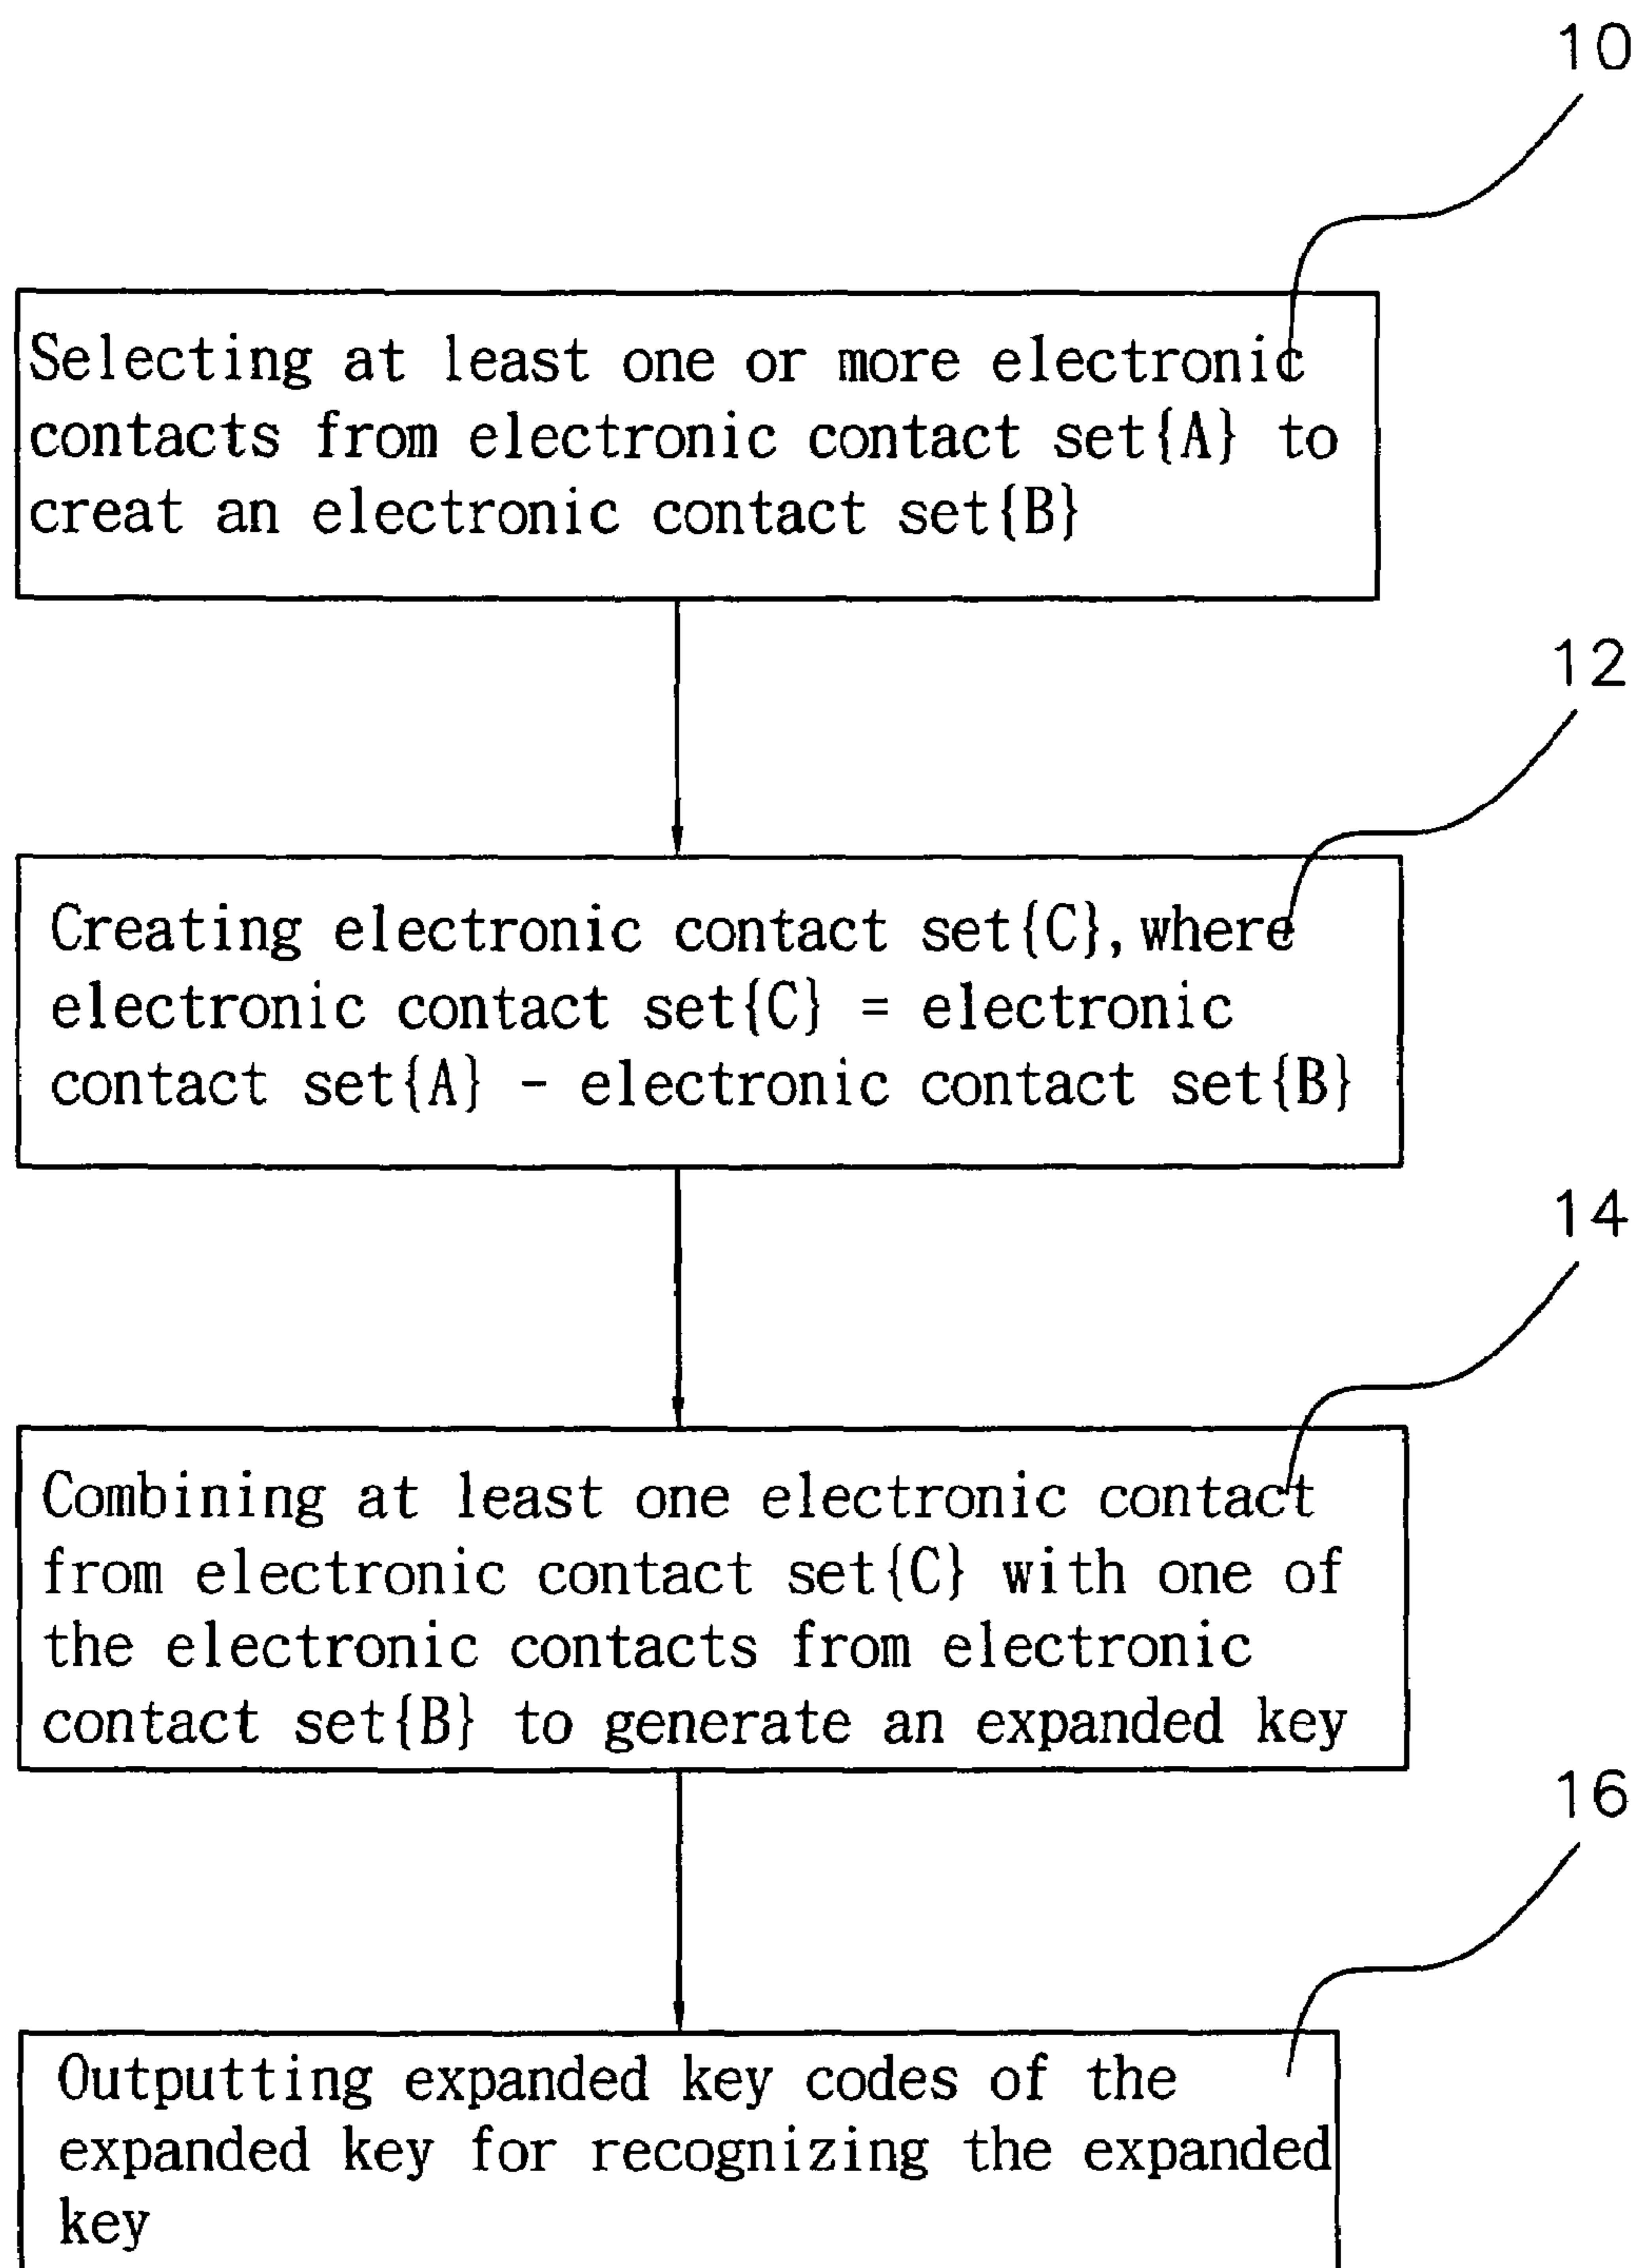 10
Selecting at least one or more electronic
contacts from electronic contact set{A} to
creat an electronic contact set{B}
12
Creating electronic contact set{C},where
electronic contact set{C} = electronic
contact set{A} - electronic contact set{B}
14
Combining at least one electronic contact
from electronic contact set{C} with one of
the electronic contacts from electronic
contact set{B} to generate an expanded key
16
Outputting expanded key codes of the
expanded key for recognizing the expanded
key